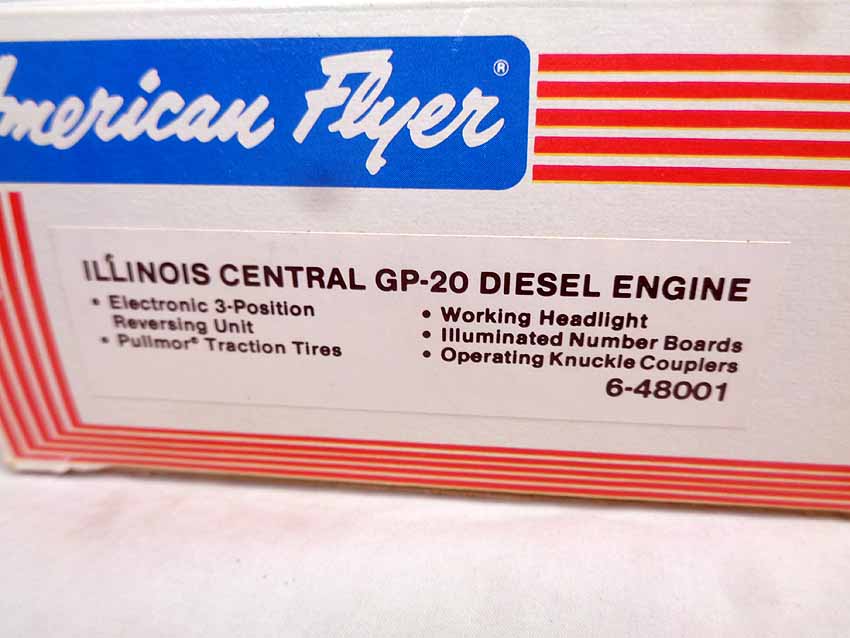 American Flyer®
ILLINOIS CENTRAL GP-20 DIESEL ENGINE
• Electronic 3-Position
Reversing Unit
• Pullmor® Traction Tires
• Working Headlight
• Illuminated Number Boards
• Operating Knuckle Couplers
6-48001